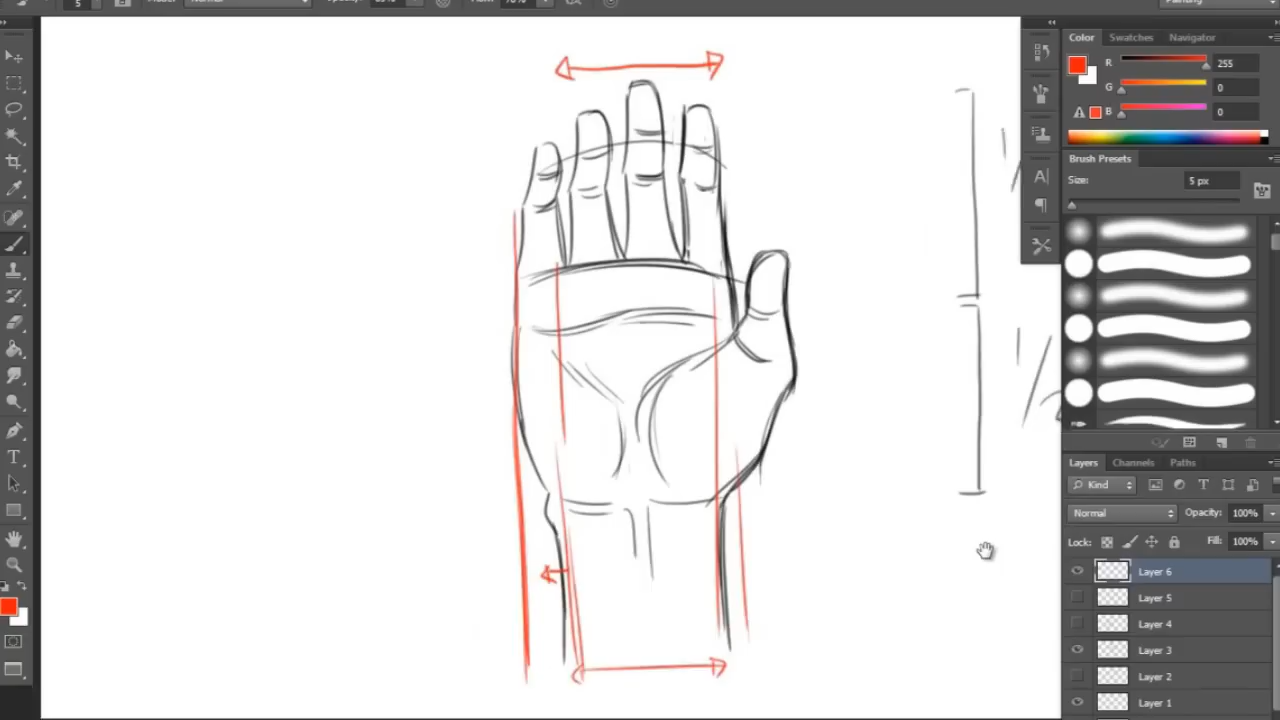 5
Color
Swatches
Navigator
R
255
G
0
B
0
Brush Presets
Size:
5 px
A
T
Layers
Channels
Paths
Kind
Normal
Opacity:
100%
Lock:
Fill:
100%
Layer 6
Layer 5
Layer 4
Layer 3
Layer 2
Layer 1